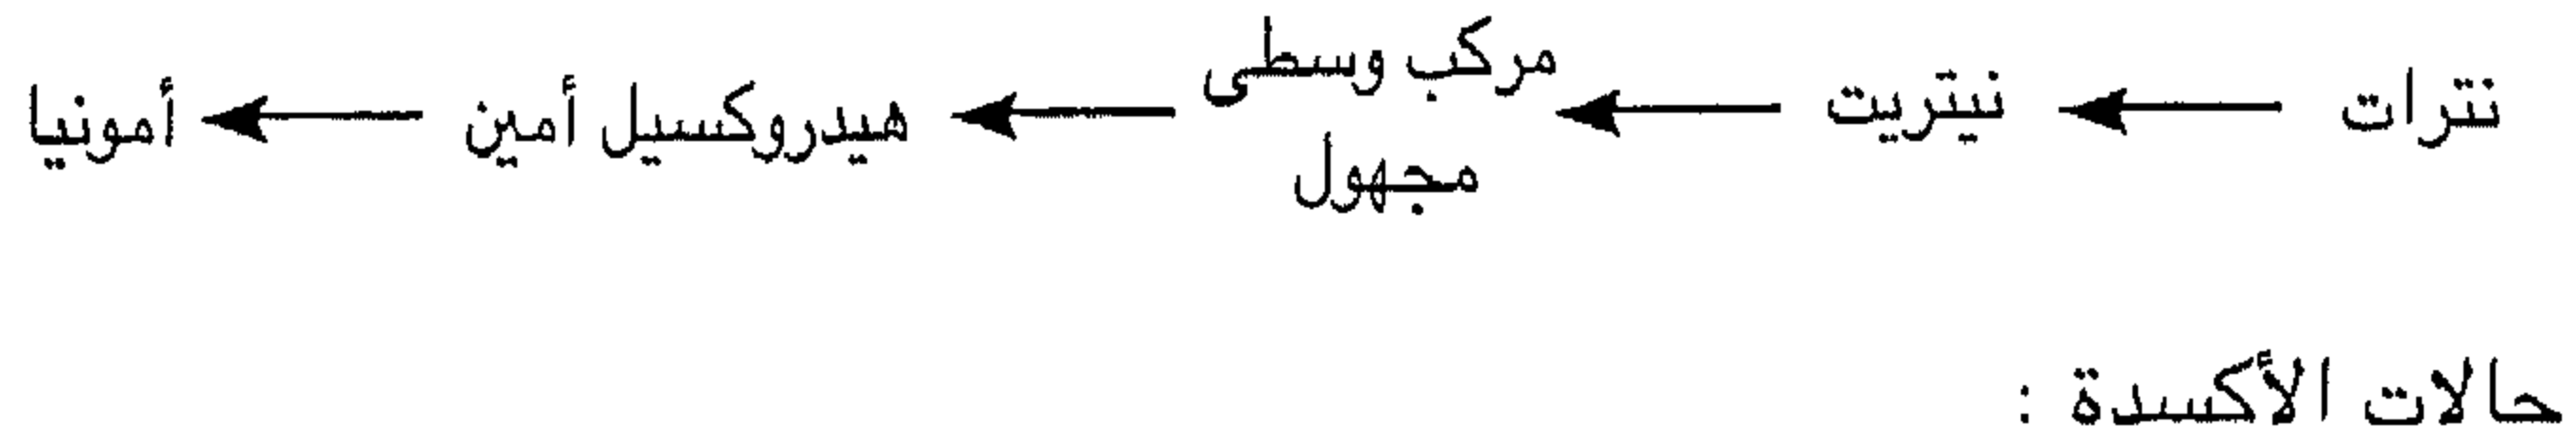 نترات ← نيتريت ← مركب وسطى مجهول ← هيدروكسيل أمين ← أمونيا
حالات الأكسدة :